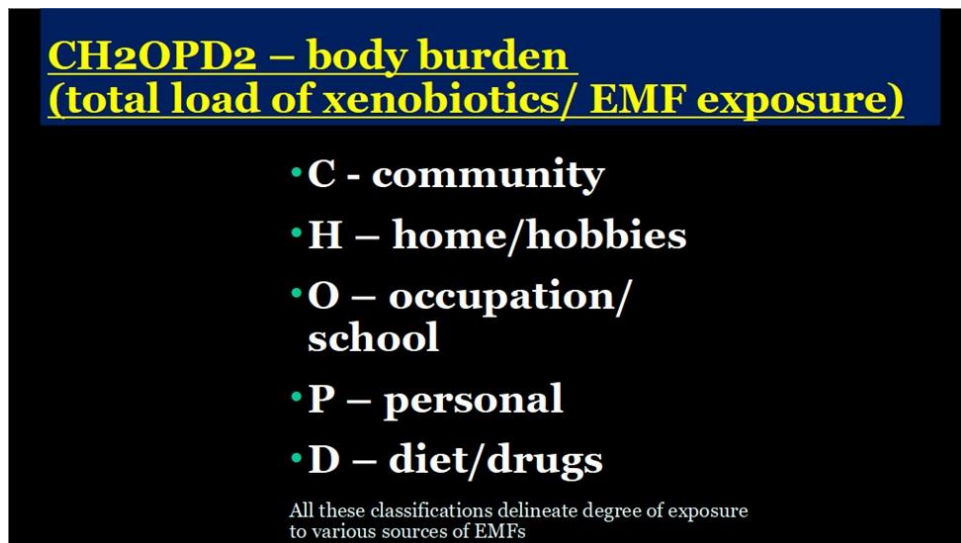 CH2OPD2 – body burden
(total load of xenobiotics/ EMF exposure)
•C - community
•H – home/hobbies
•O – occupation/
school
•P – personal
•D – diet/drugs
All these classifications delineate degree of exposure
to various sources of EMFs